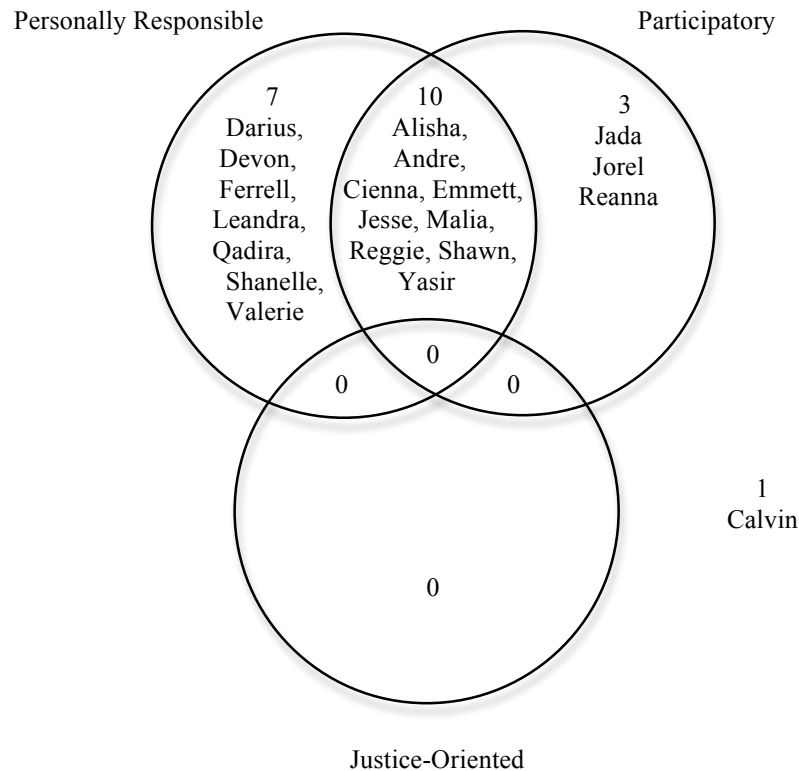 Personally Responsible
Participatory
7
Darius,
Devon,
Ferrell,
Leandra,
Qadira,
Shanelle,
Valerie
10
Alisha,
Andre,
Cienna, Emmett,
Jesse, Malia,
Reggie, Shawn,
Yasir
3
Jada
Jorel
Reanna
0
0
0
1
Calvin
0
Justice-Oriented